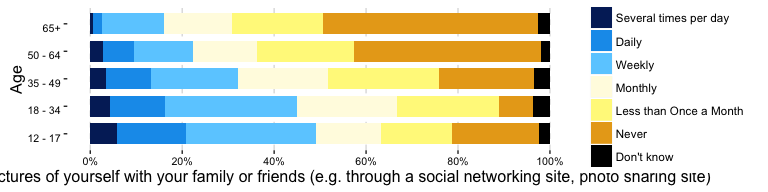 Age
65+
50 - 64
35 - 49
18 - 34
12 - 17
0% 20% 40% 60% 80% 100%
Several times per day
Daily
Weekly
Monthly
Less than Once a Month
Never
Don't know
ctures of yourself with your family or friends (e.g. through a social networking site, photo sharing site)